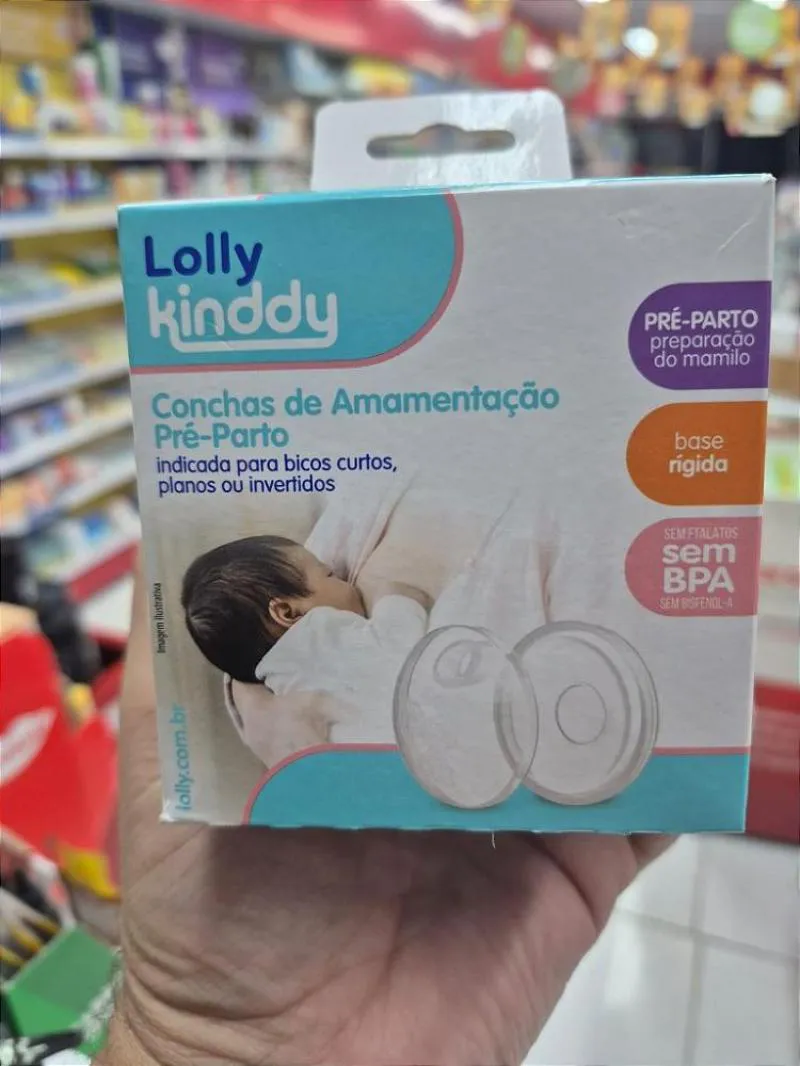 Lolly
kinddy
PRÉ-PARTO
preparação
do mamilo
Conchas de Amamentação
Pré-Parto
indicada para bicos curtos,
planos ou invertidos
base
rígida
SEM FTALATOS
sem
BPA
SEM BISFENOL-A
Imagem ilustrativa
lolly.com.br